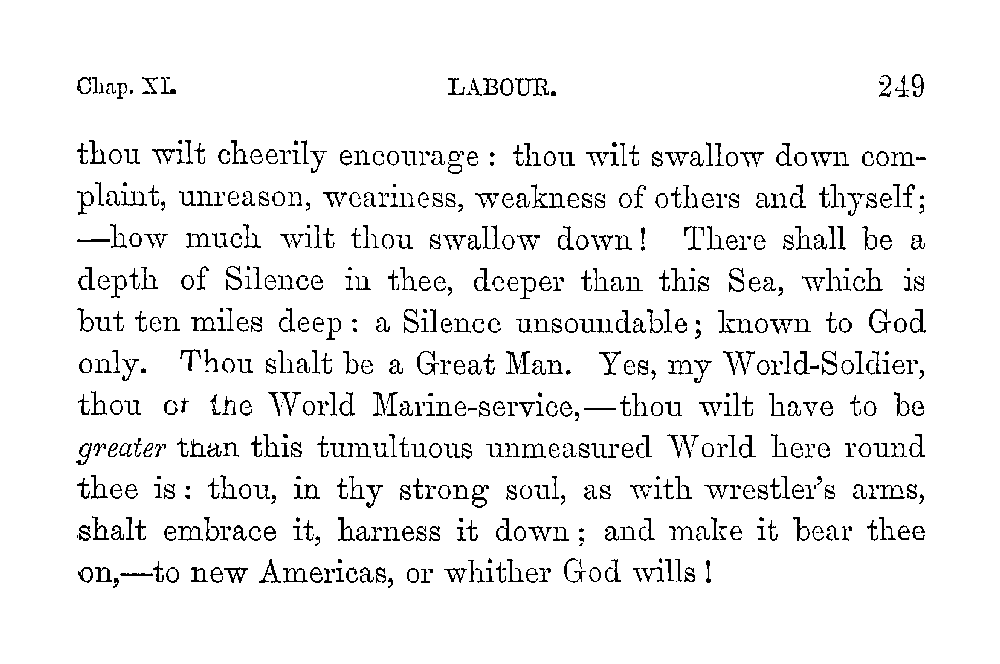 Chap. XI. LABOUR. 249
thou wilt cheerily encourage : thou wilt swallow down com-
plaint, unreason, weariness, weakness of others and thyself ;
—how much wilt thou swallow down ! There shall be a
depth of Silence in thee, deeper than this Sea, which is
but ten miles deep : a Silence unsoundable ; known to God
only. Thou shalt be a Great Man. Yes, my World-Soldier,
thou of the World Marine-service,—thou wilt have to be
greater than this tumultuous unmeasured World here round
thee is : thou, in thy strong soul, as with wrestler's arms,
shalt embrace it, harness it down ; and make it bear thee
on,—to new Americas, or whither God wills !